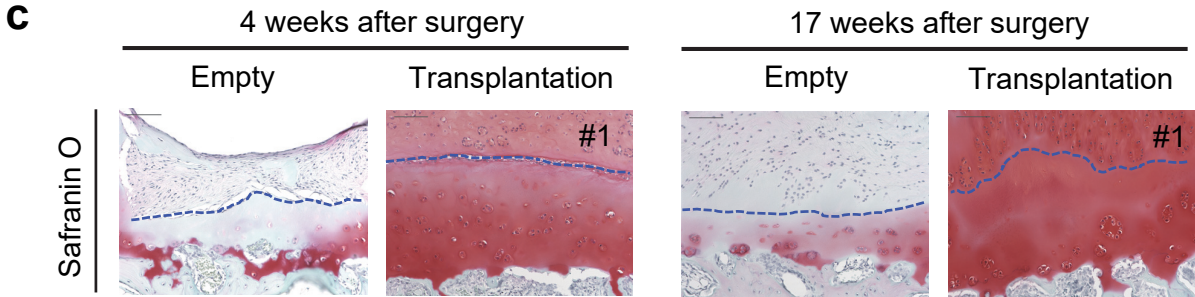 c
4 weeks after surgery
17 weeks after surgery
Empty
Transplantation
Empty
Transplantation
Safranin O
#1
#1